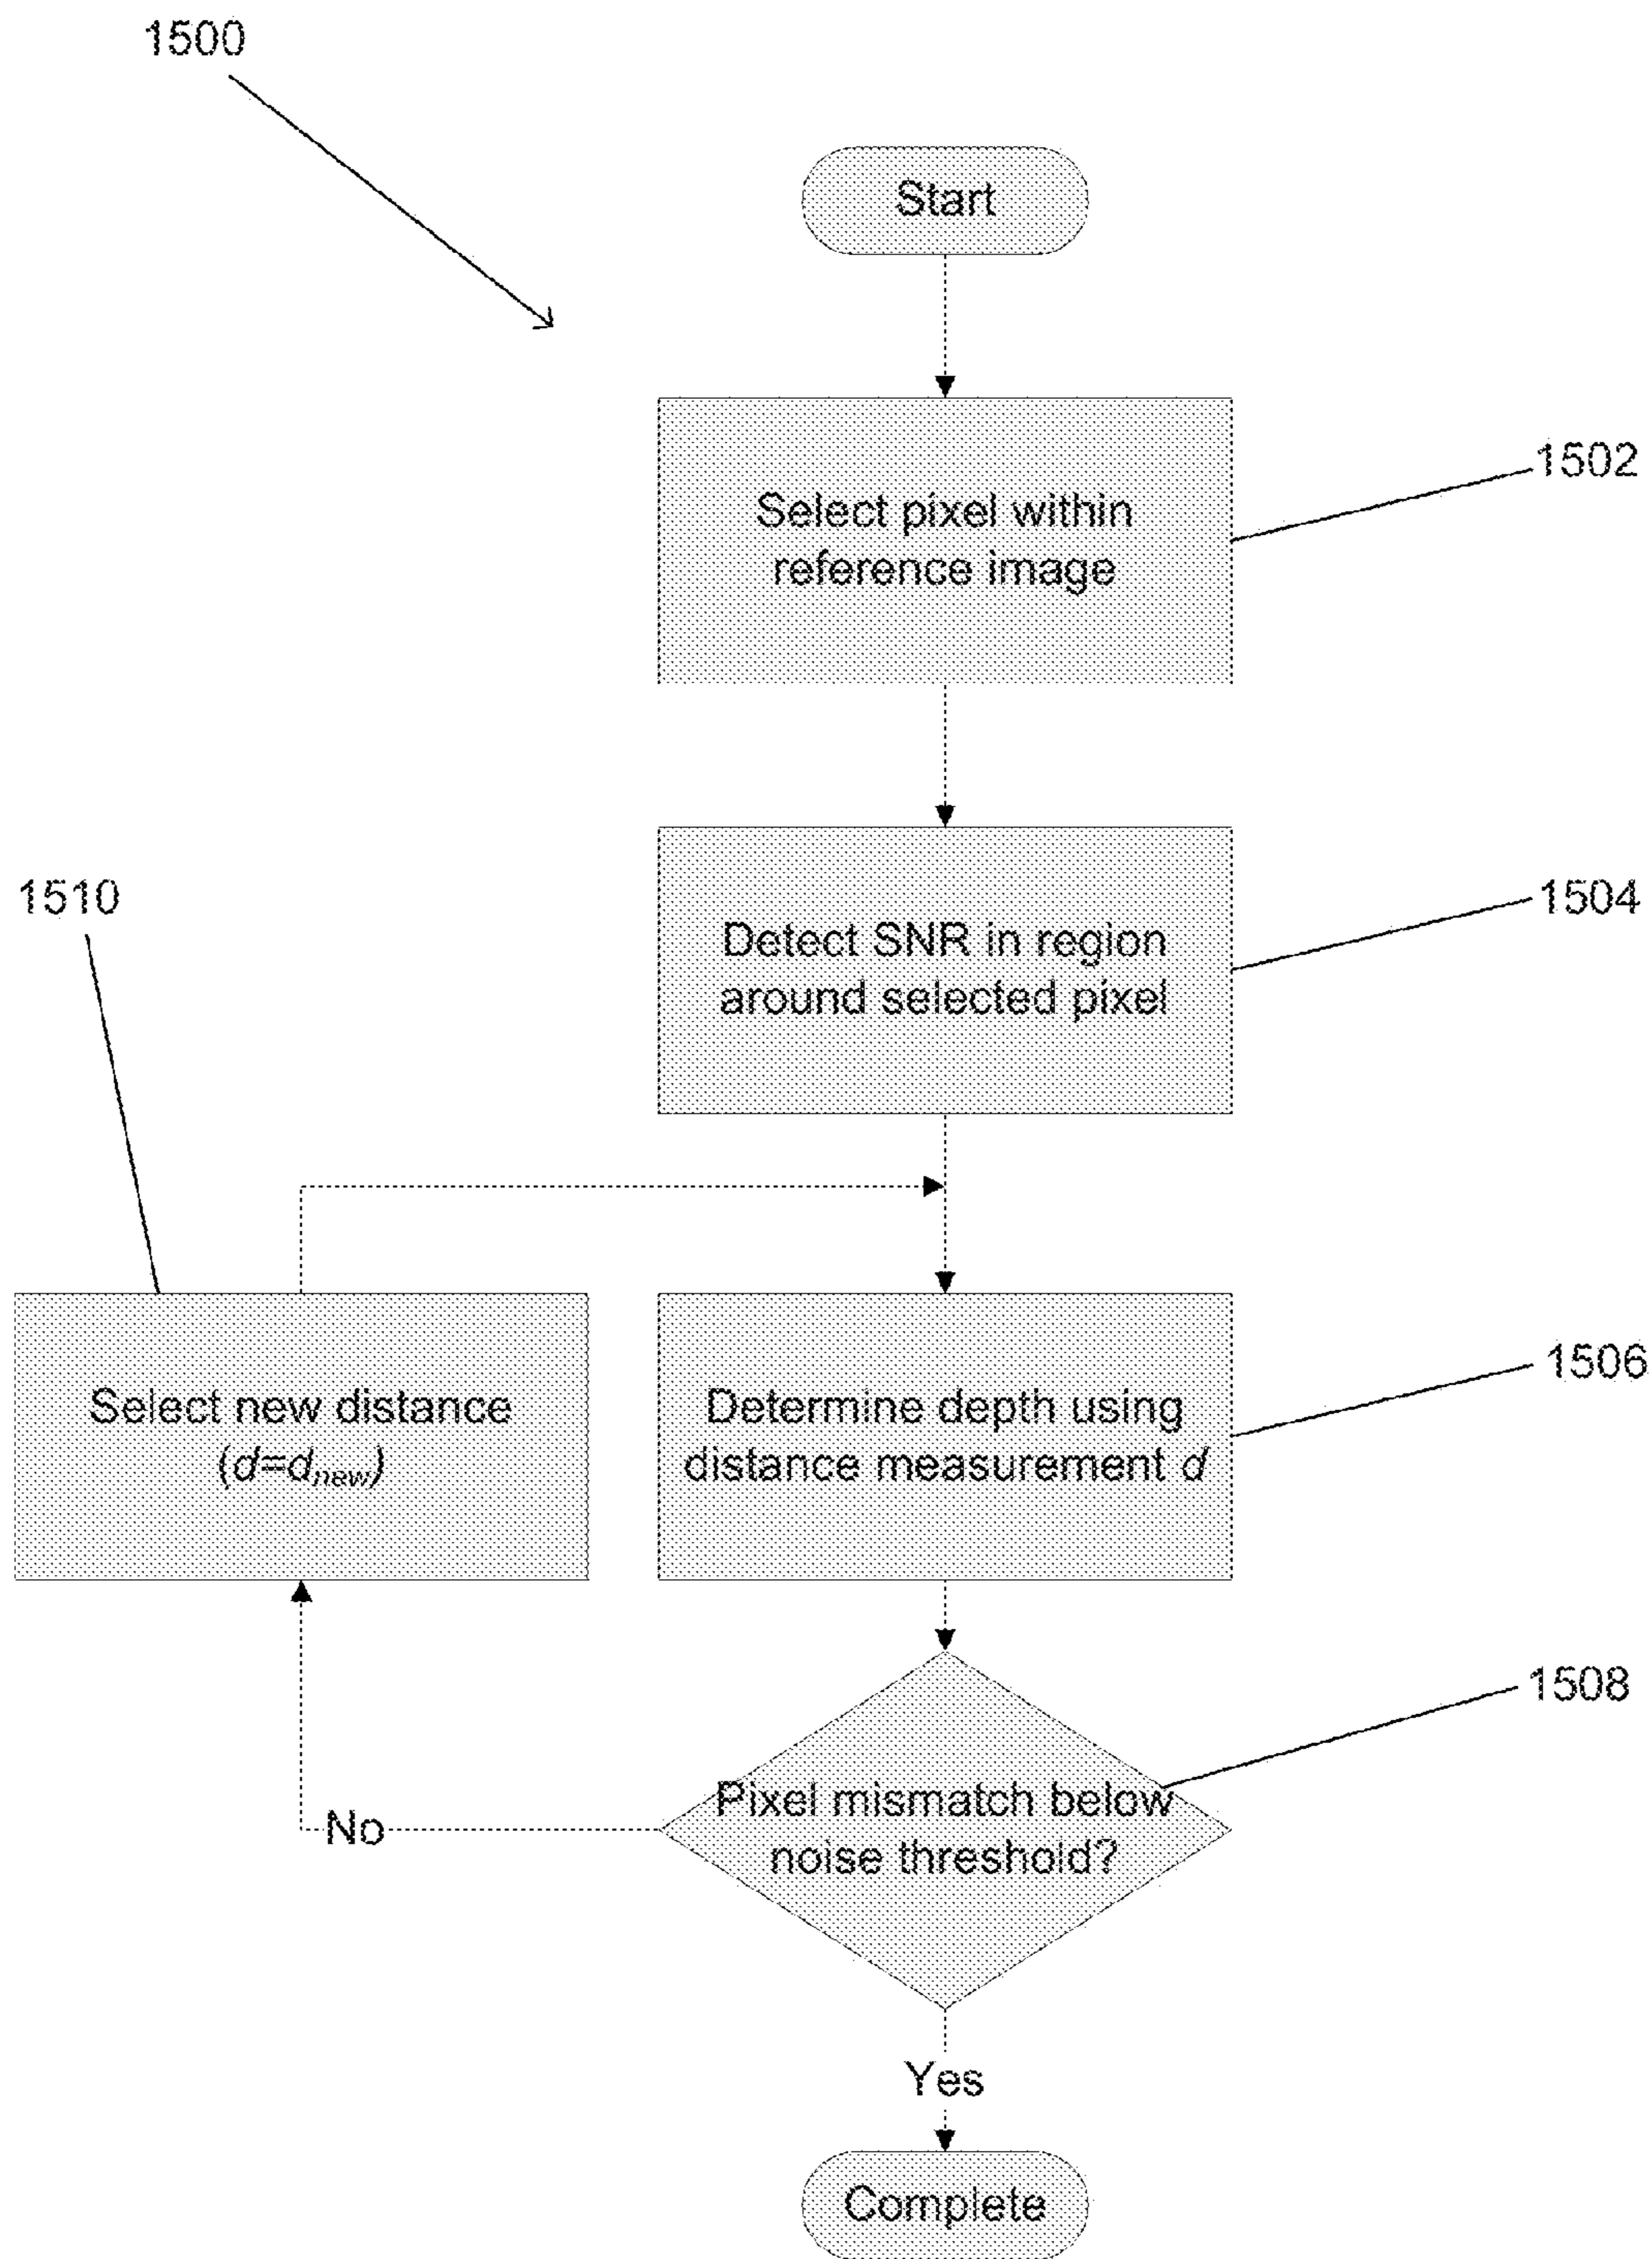 1500
Start
Select pixel within
reference image
1502
Detect SNR in region
around selected pixel
1504
1510
Select new distance
(d=dnew)
Determine depth using
distance measurement d
1506
Pixel mismatch below
noise threshold?
1508
No
Yes
Complete